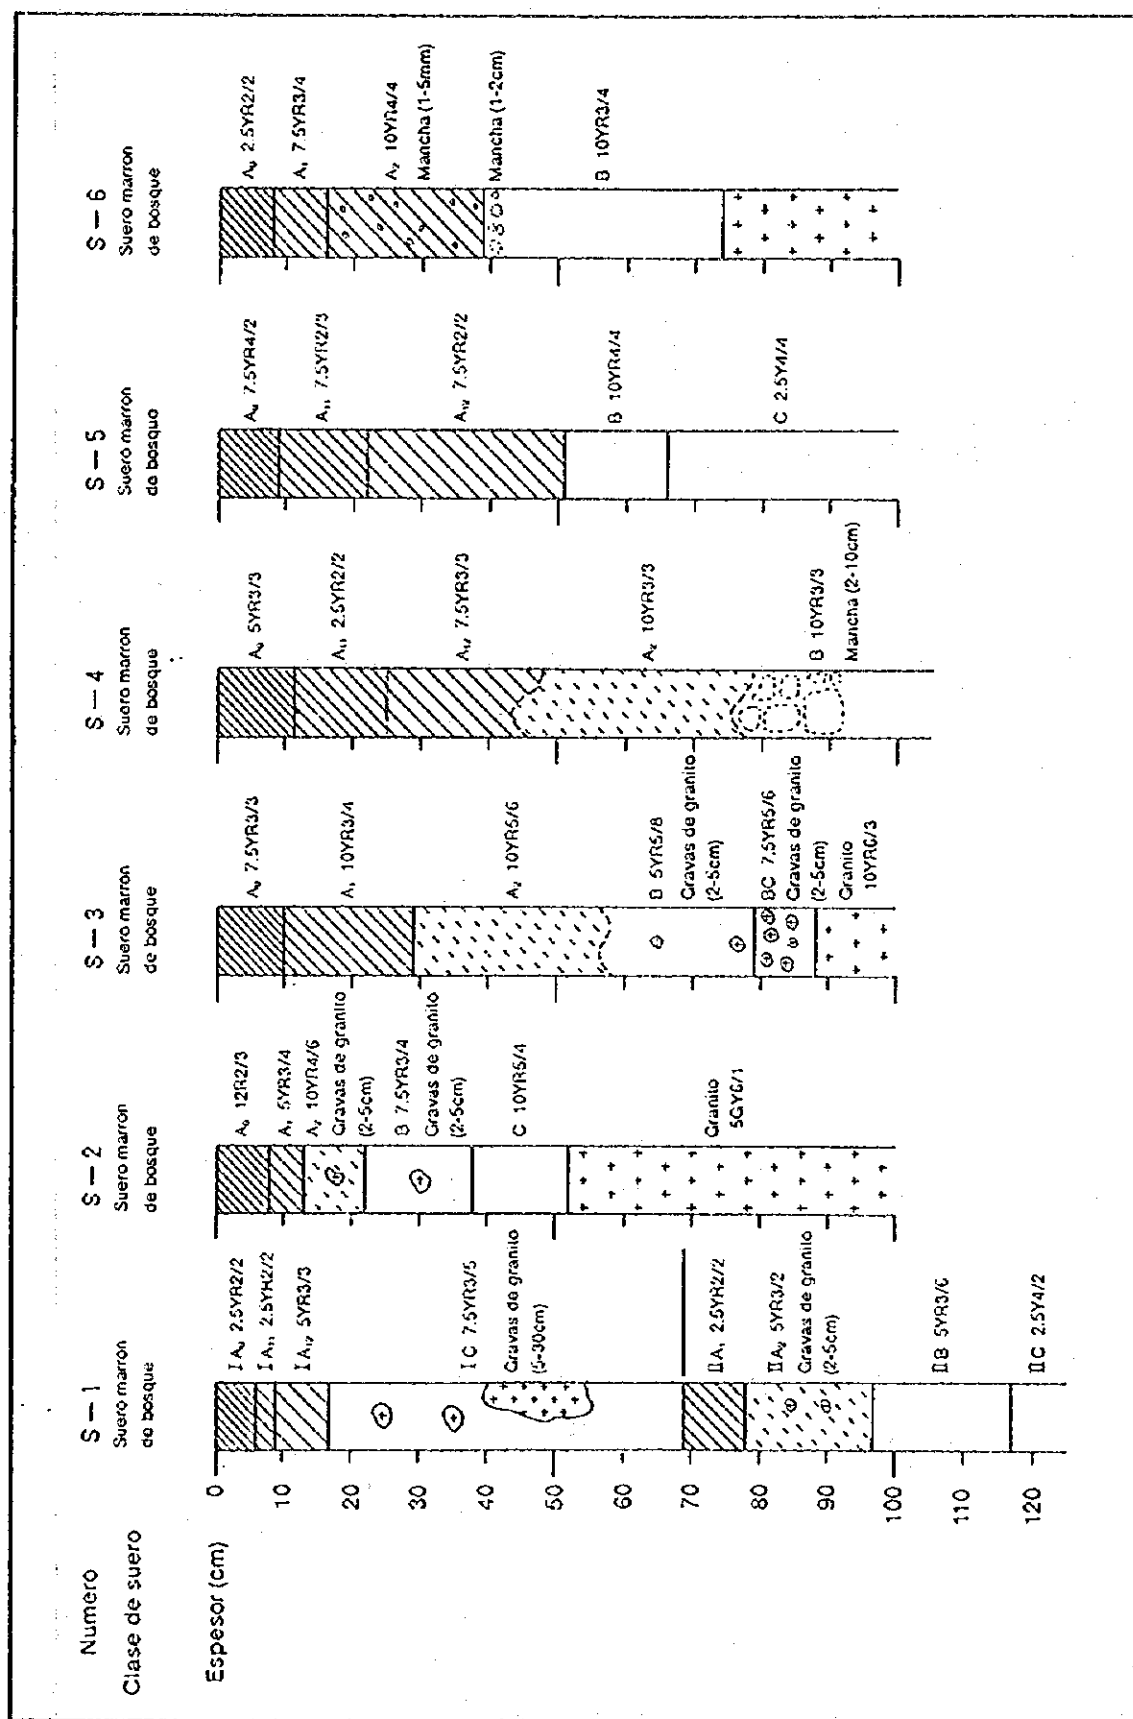 Numero
Clase de suero
Espesor (cm)
0
10
20
30
40
50
60
70
80
90
100
110
120
S－1
Suero marron
de bosque
I A₀ 2.5YR2/2
I A₁₁ 2.5YR2/2
I A₁₂ 5YR3/3
I C 7.5YR3/5
Gravas de granito
(5-30cm)
II A₁ 2.5YR2/2
II A₂ 5YR3/2
Gravas de granito
(2-5cm)
II B 5YR3/6
II C 2.5Y4/2
S－2
Suero marron
de bosque
A₀ 12R2/3
A₁ 5YR3/4
A₂ 10YR4/6
Gravas de granito
(2-5cm)
B 7.5YR3/4
Gravas de granito
(2-5cm)
C 10YR5/4
Granito
5GY6/1
S－3
Suero marron
de bosque
A₀ 7.5YR3/3
A₁ 10YR3/4
A₂ 10YR5/6
B 5YR5/8
Gravas de granito
(2-5cm)
BC 7.5YR5/6
Gravas de granito
(2-5cm)
Granito
10YR6/3
S－4
Suero marron
de bosque
A₀ 5YR3/3
A₁₁ 2.5YR2/2
A₁₂ 7.5YR3/3
A₂ 10YR3/3
B 10YR3/3
Mancha (2-10cm)
S－5
Suero marron
de bosquo
A₀ 7.5YR4/2
A₁₁ 7.5YR2/3
A₁₂ 7.5YR2/2
B 10YR4/4
C 2.5Y4/4
S－6
Suero marron
de bosque
A₀ 2.5YR2/2
A₁ 7.5YR3/4
A₂ 10YR4/4
Mancha (1-5mm)
Mancha (1-2cm)
B 10YR3/4